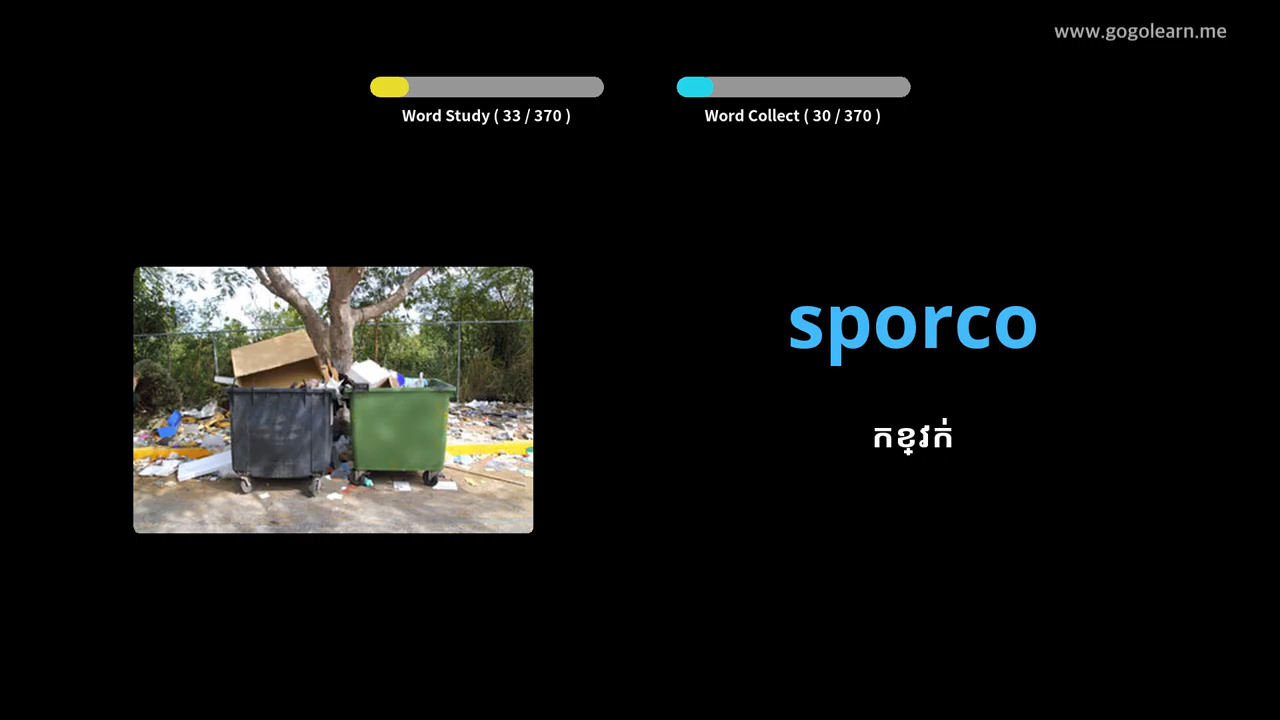 www.gogolearn.me
Word Study ( 33 / 370 )
Word Collect ( 30 / 370 )
sporco
កខ្វក់